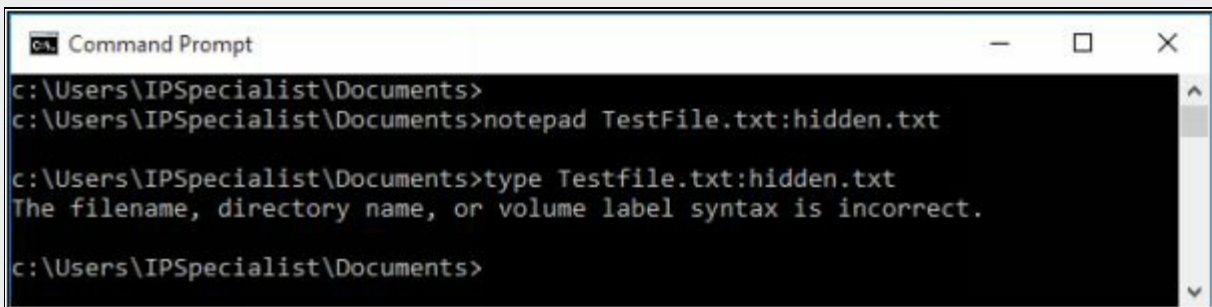 Command Prompt
c:\Users\IPSpecialist\Documents>
c:\Users\IPSpecialist\Documents>notepad TestFile.txt:hidden.txt
c:\Users\IPSpecialist\Documents>type Testfile.txt:hidden.txt
The filename, directory name, or volume label syntax is incorrect.
c:\Users\IPSpecialist\Documents>